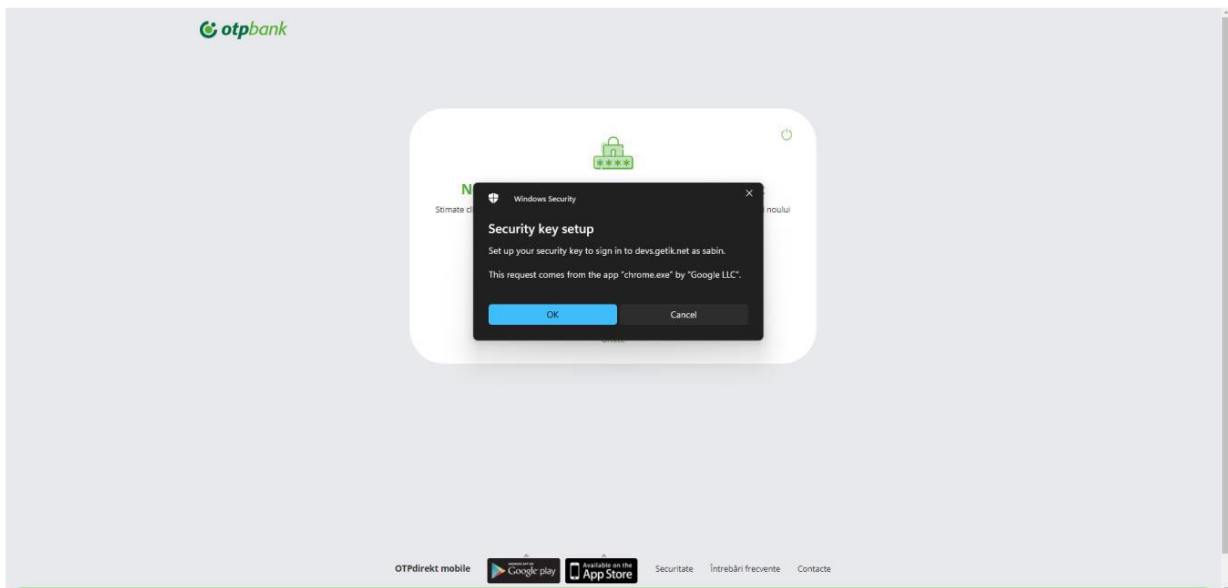 otpbank
****
N
Stimate cl
noului
Windows Security
Security key setup
Set up your security key to sign in to devs.getik.net as sabin.
This request comes from the app "chrome.exe" by "Google LLC".
OK
Cancel
OTPdirekt mobile
Google play
Available on the
App Store
Securitate
Întrebări frecvente
Contacte